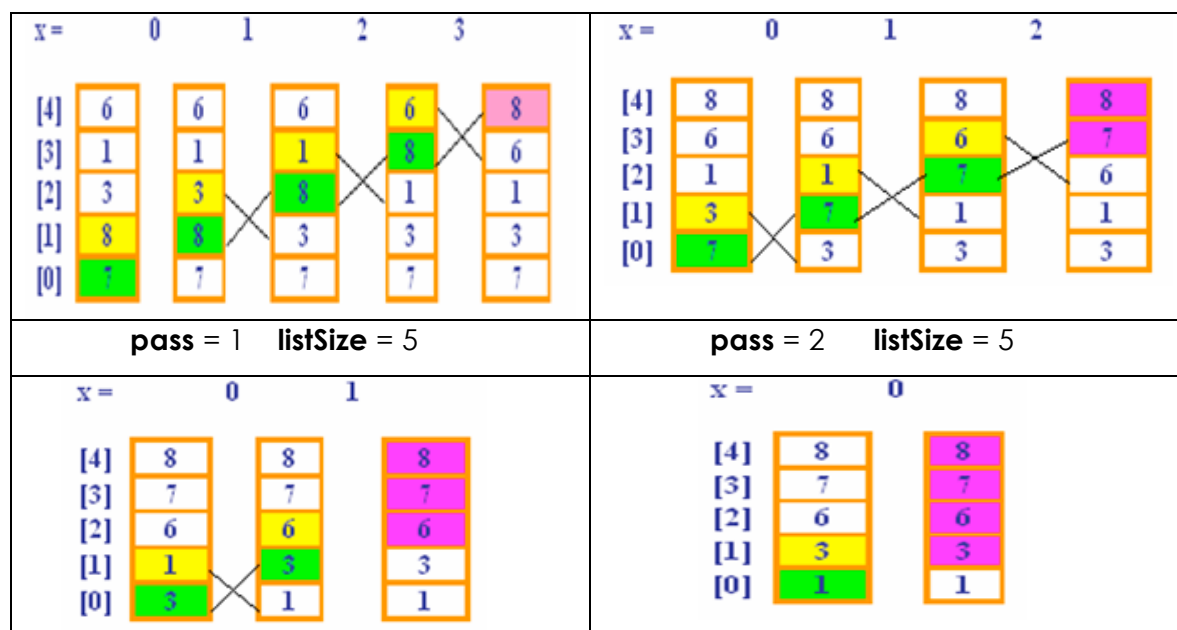 x = 0 1 2 3
[4] 6 6 6 6 8
[3] 1 1 1 8 6
[2] 3 3 8 1 1
[1] 8 8 3 3 3
[0] 7 7 7 7 7
pass = 1 listSize = 5
x = 0 1 2
[4] 8 8 8 8
[3] 6 6 6 7
[2] 1 1 7 6
[1] 3 7 1 1
[0] 7 3 3 3
pass = 2 listSize = 5
x = 0 1
[4] 8 8 8
[3] 7 7 7
[2] 6 6 6
[1] 1 3 3
[0] 3 1 1
x = 0
[4] 8 8
[3] 7 7
[2] 6 6
[1] 3 3
[0] 1 1